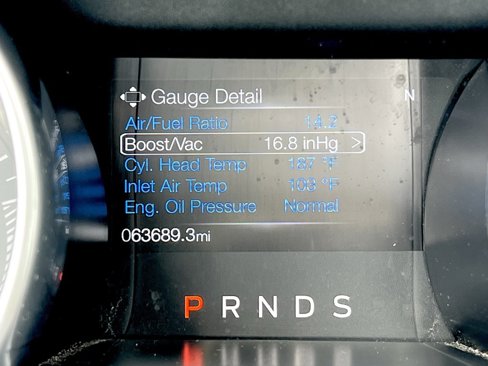 Gauge Detail
N
Air/Fuel Ratio 14.2
Boost/Vac 16.8 inHg >
Cyl. Head Temp 187 °F
Inlet Air Temp 108 °F
Eng. Oil Pressure Normal
063689.3mi
P R N D S